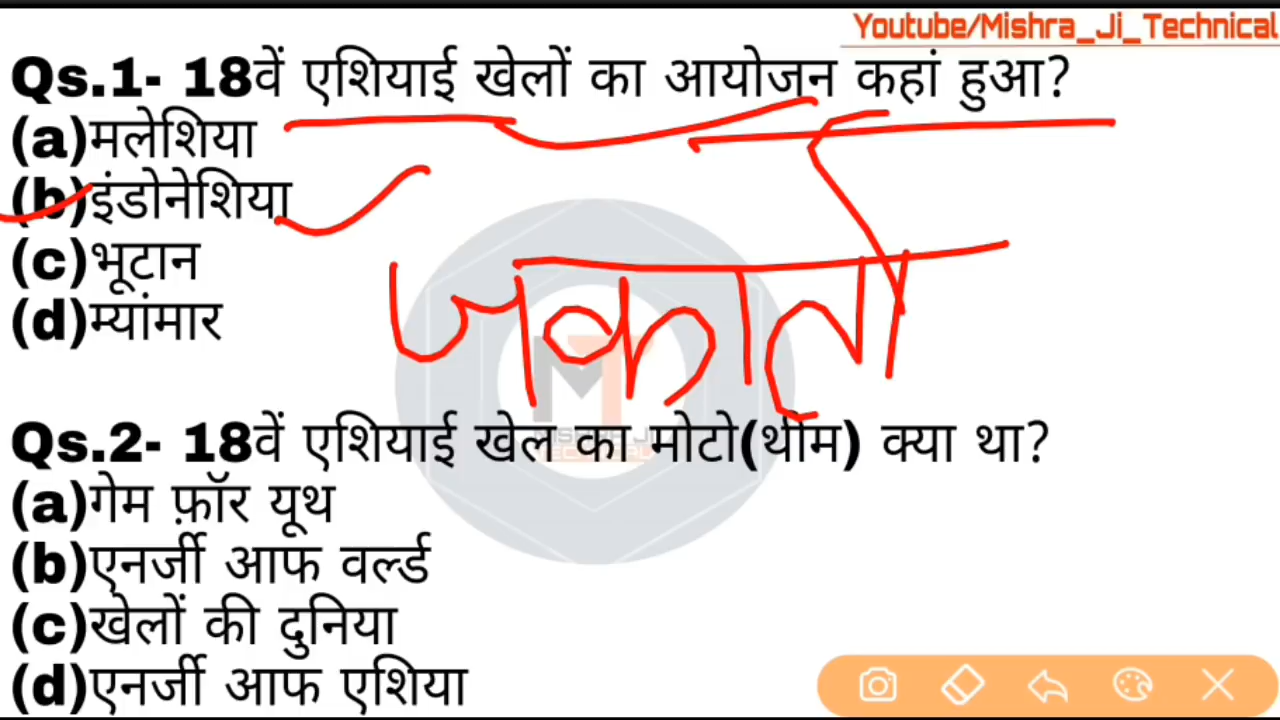 Youtube/Mishra_Ji_Technical
Qs.1- 18वें एशियाई खेलों का आयोजन कहां हुआ?
(a)मलेशिया
(b)इंडोनेशिया
(c)भूटान
(d)म्यांमार
जकार्ता
Qs.2- 18वें एशियाई खेल का मोटो(थीम) क्या था?
(a)गेम फ़ॉर यूथ
(b)एनर्जी आफ वर्ल्ड
(c)खेलों की दुनिया
(d)एनर्जी आफ एशिया